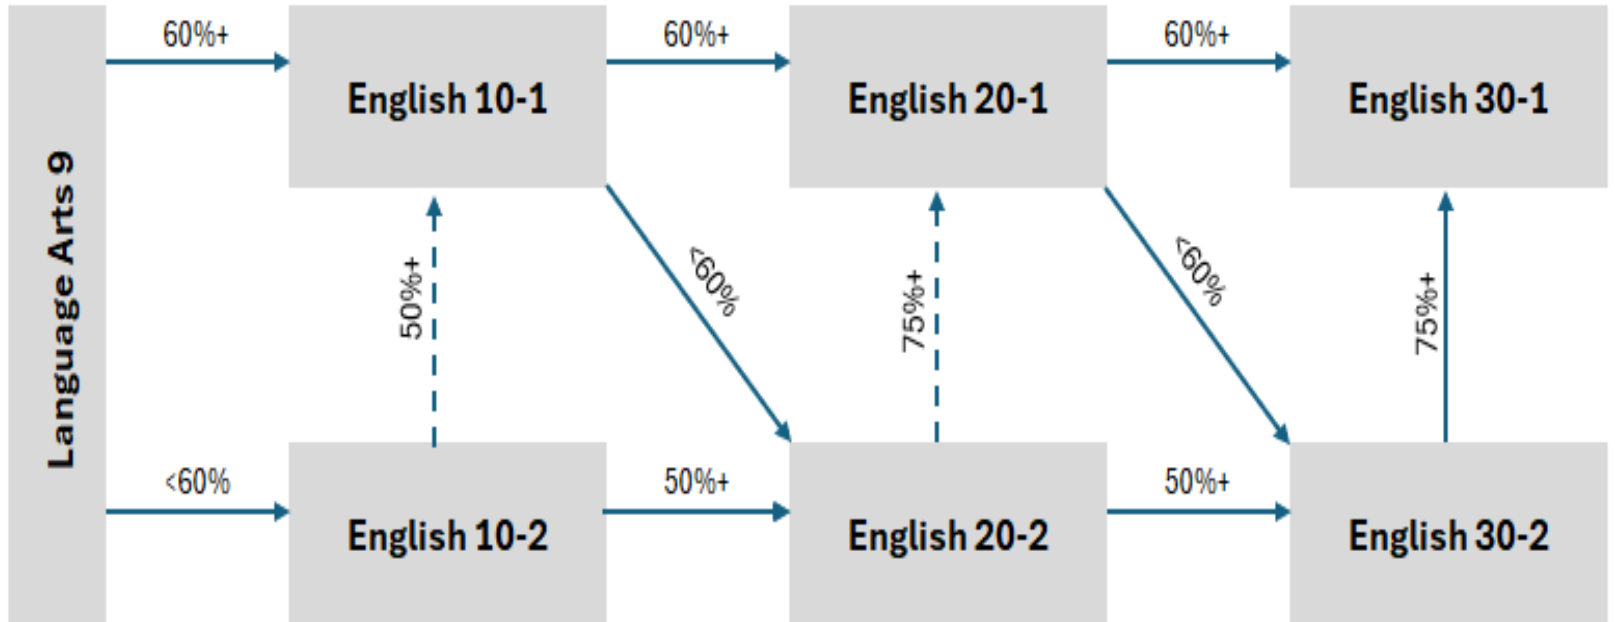 60%+
60%+
60%+
English 10-1
English 20-1
English 30-1
Language Arts 9
50%+
<60%
75%+
<60%
75%+
<60%
50%+
50%+
English 10-2
English 20-2
English 30-2